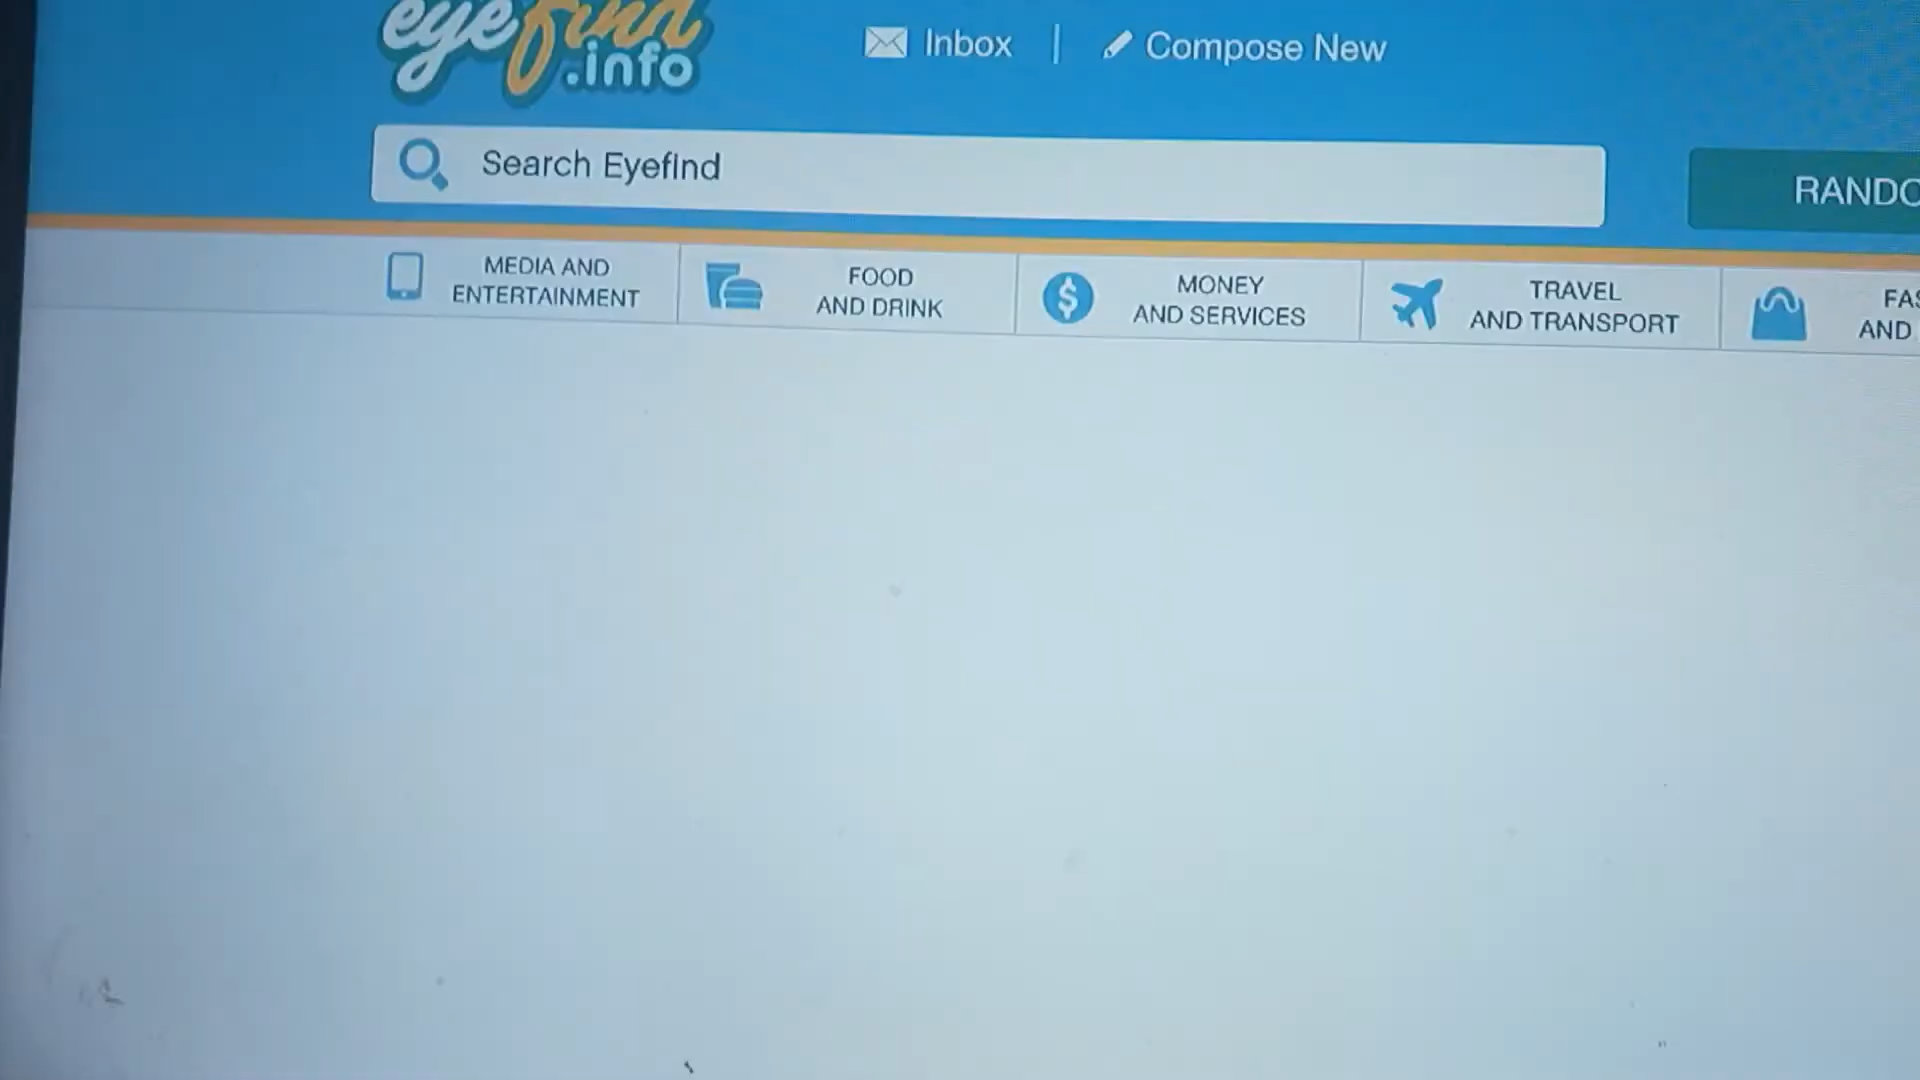 eyefind
.info
Inbox | Compose New
Search Eyefind
MEDIA AND
ENTERTAINMENT
FOOD
AND DRINK
MONEY
AND SERVICES
TRAVEL
AND TRANSPORT
AND